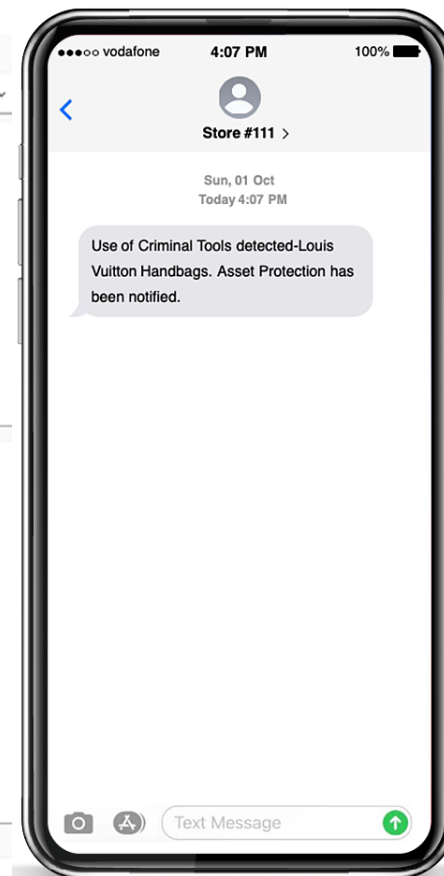 vodafone 4:07 PM 100%
Store #111 >
Sun, 01 Oct
Today 4:07 PM
Use of Criminal Tools detected-Louis
Vuitton Handbags. Asset Protection has
been notified.
Text Message